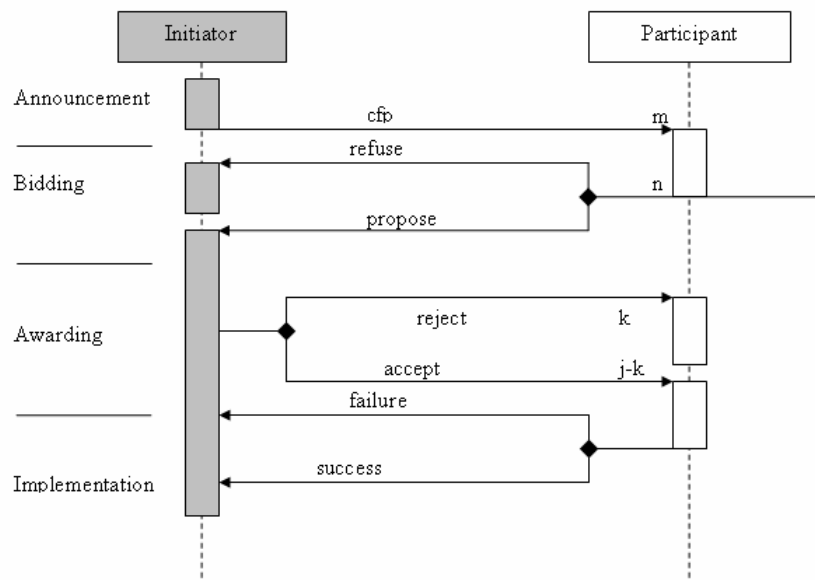 Initiator
Participant
Announcement
cfp
m
refuse
Bidding
n
propose
reject
k
Awarding
accept
j-k
failure
success
Implementation